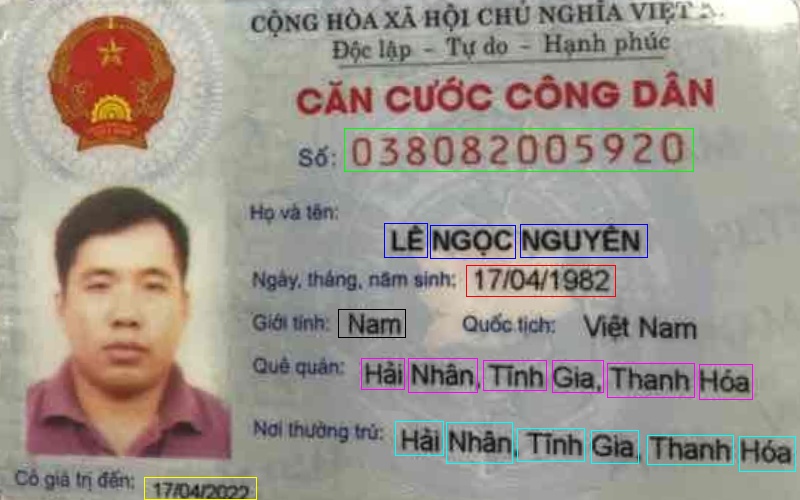 CỘNG HÒA XÃ HỘI CHỦ NGHĨA VIỆT
Độc lập - Tự do - Hạnh phúc
CĂN CƯỚC CÔNG DÂN
Số: 038082005920
Họ và tên:
LÊ NGỌC NGUYÊN
Ngày, tháng, năm sinh: 17/04/1982
Giới tính: Nam Quốc tịch: Việt Nam
Quê quán: Hải Nhân, Tĩnh Gia, Thanh Hóa
Nơi thường trú: Hải Nhân, Tĩnh Gia, Thanh Hóa
Có giá trị đến: 17/04/2022